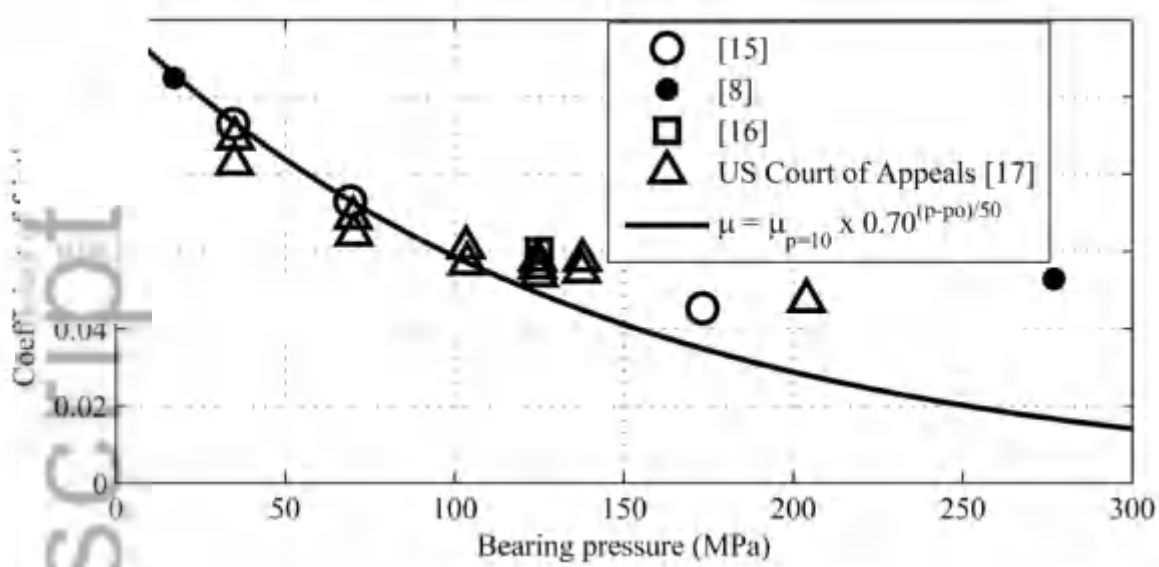 [15]
[8]
[16]
US Court of Appeals [17]
μ = μp=10 x 0.70^(p-po)/50
script
0.04
0.02
0
0 50 100 150 200 250 300
Bearing pressure (MPa)